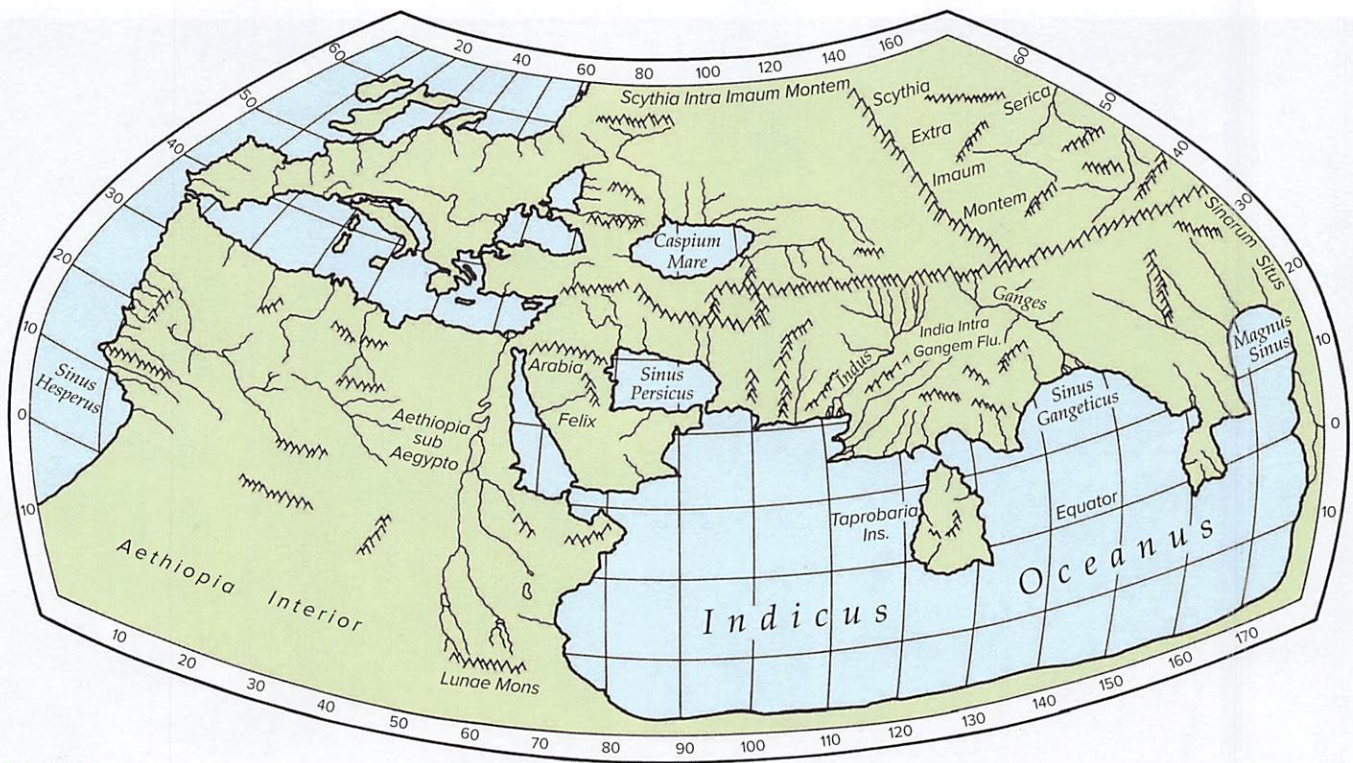 20 40 60 80 100 120 140 160
60
50
40
30
20
10
0
10
60
50
40
30
20
10
0
10
Scythia Intra Imaum Montem
Scythia
Extra
Imaum
Montem
Serica
Sinarum Situs
Caspium
Mare
Ganges
India Intra
Gangem Flu.
Indus
Magnus
Sinus
Sinus
Hesperus
Arabia
Felix
Sinus
Persicus
Sinus
Gangeticus
Aethiopia
sub
Aegypto
Taprobaria
Ins.
Equator
Aethiopia Interior
Indicus Oceanus
Lunae Mons
10 20 30 40 50 60 70 80 90 100 110 120 130 140 150 160 170